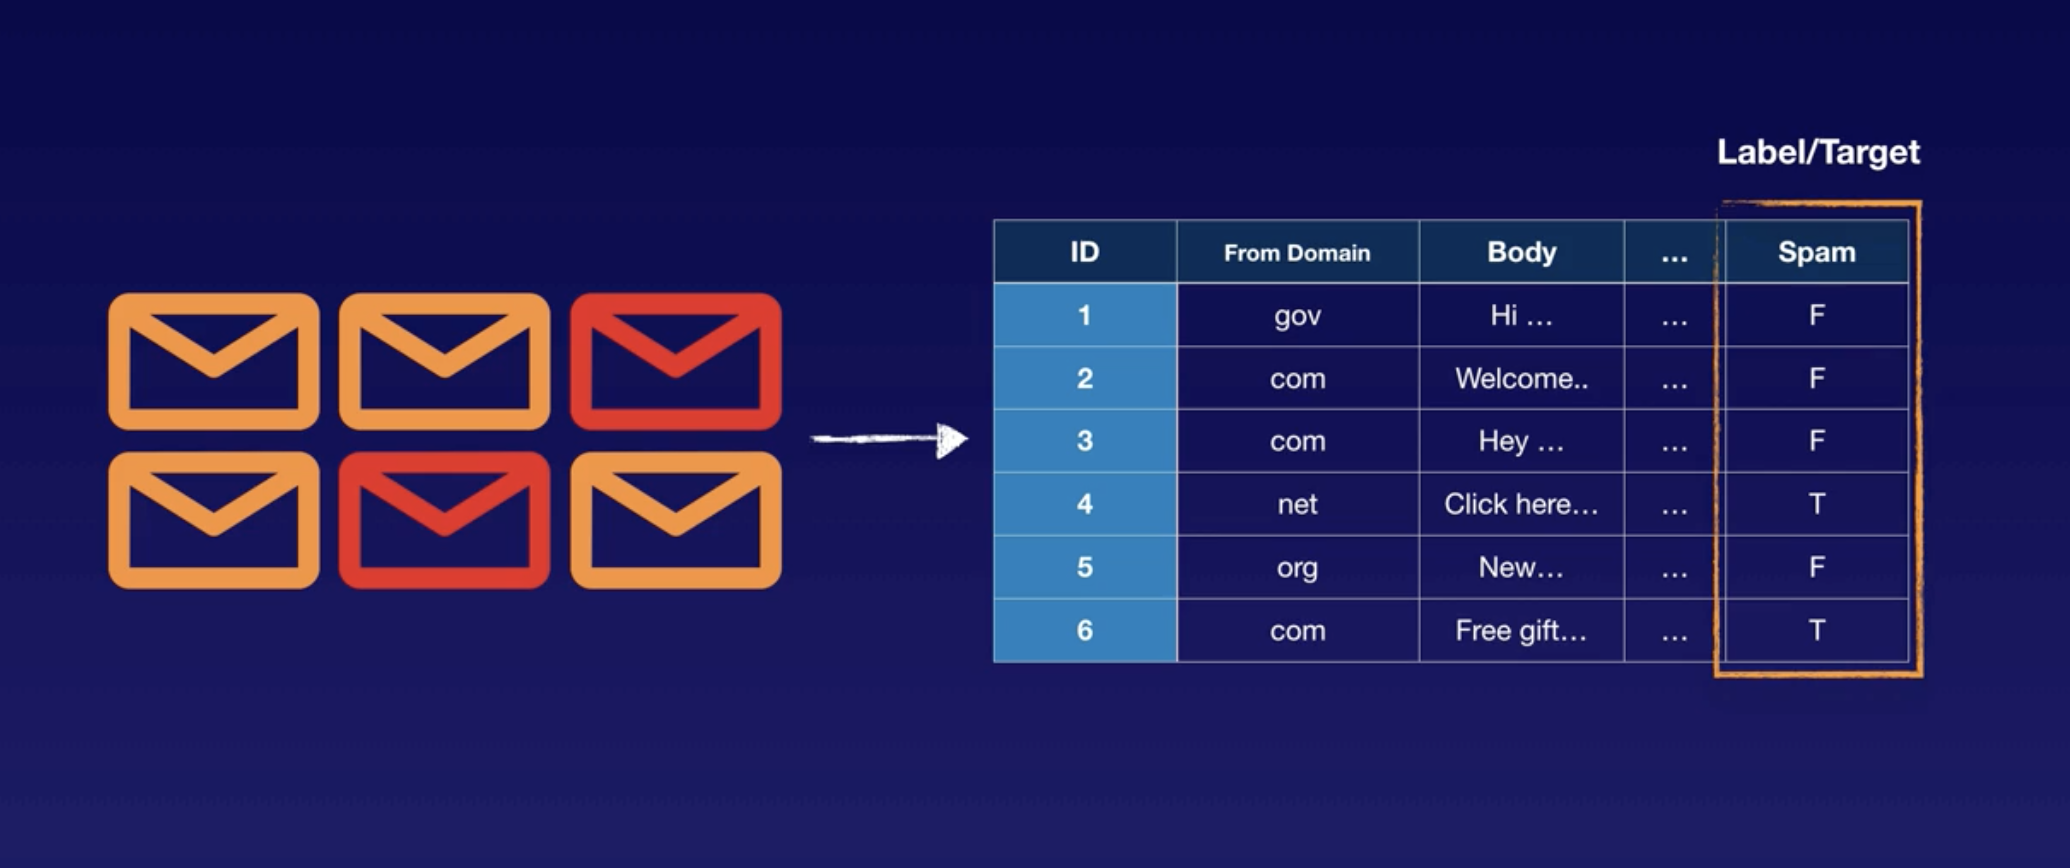 Label/Target
ID From Domain Body ... Spam
1 gov Hi ... ... F
2 com Welcome.. ... F
3 com Hey ... ... F
4 net Click here... ... T
5 org New... ... F
6 com Free gift... ... T